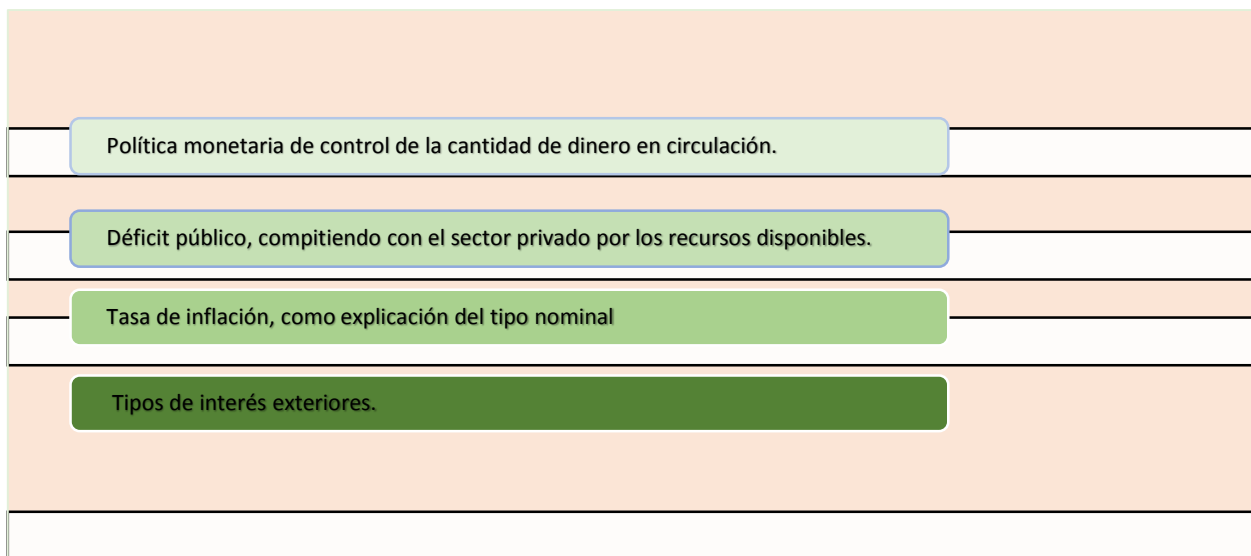 Política monetaria de control de la cantidad de dinero en circulación.
Déficit público, compitiendo con el sector privado por los recursos disponibles.
Tasa de inflación, como explicación del tipo nominal
Tipos de interés exteriores.